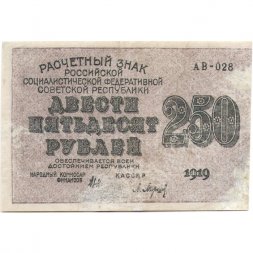 РАСЧЕТНЫЙ ЗНАК
АВ-028
РОССИЙСКОЙ
СОЦИАЛИСТИЧЕСКОЙ ФЕДЕРАТИВНОЙ
СОВЕТСКОЙ РЕСПУБЛИКИ
ДВЕСТИ
ПЯТЬДЕСЯТ
РУБЛЕЙ
250
ОБЕСПЕЧИВАЕТСЯ ВСЕМ
ДОСТОЯНИЕМ РЕСПУБЛИКИ
НАРОДНЫЙ КОМИССАР
ФИНАНСОВ
КАССИР
1919